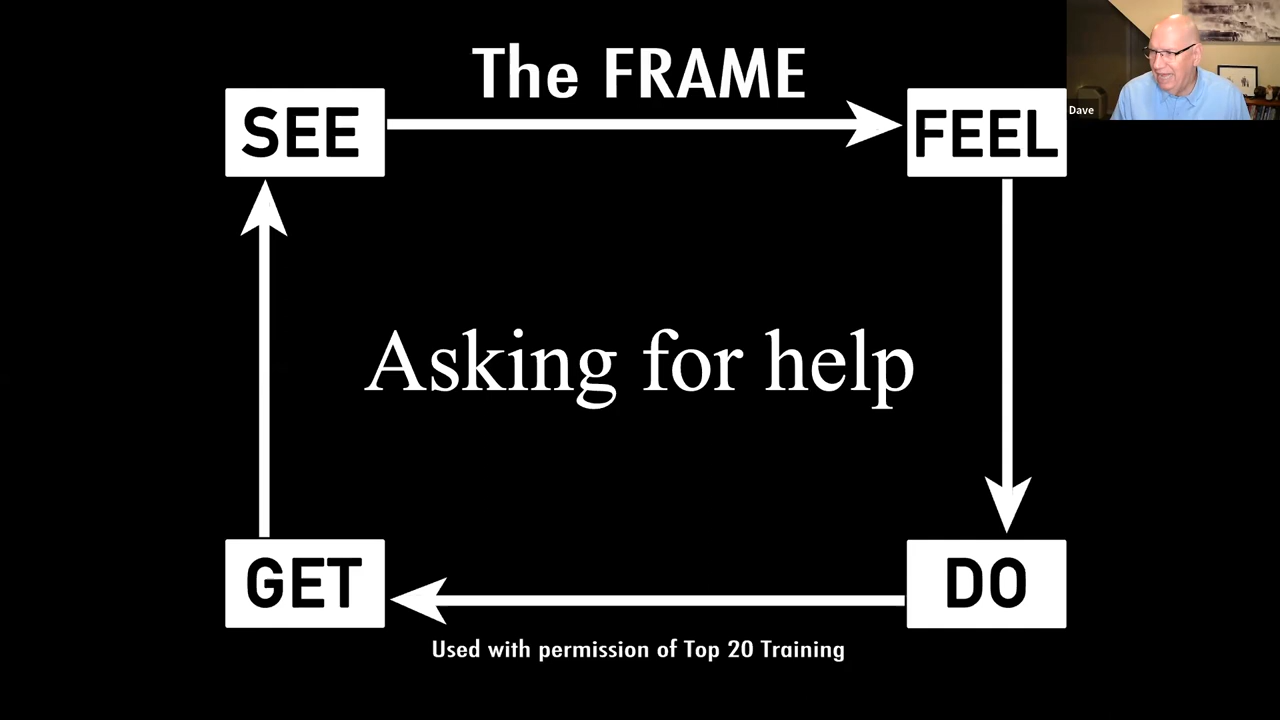 The FRAME
SEE
FEEL
Dave
Asking for help
GET
DO
Used with permission of Top 20 Training